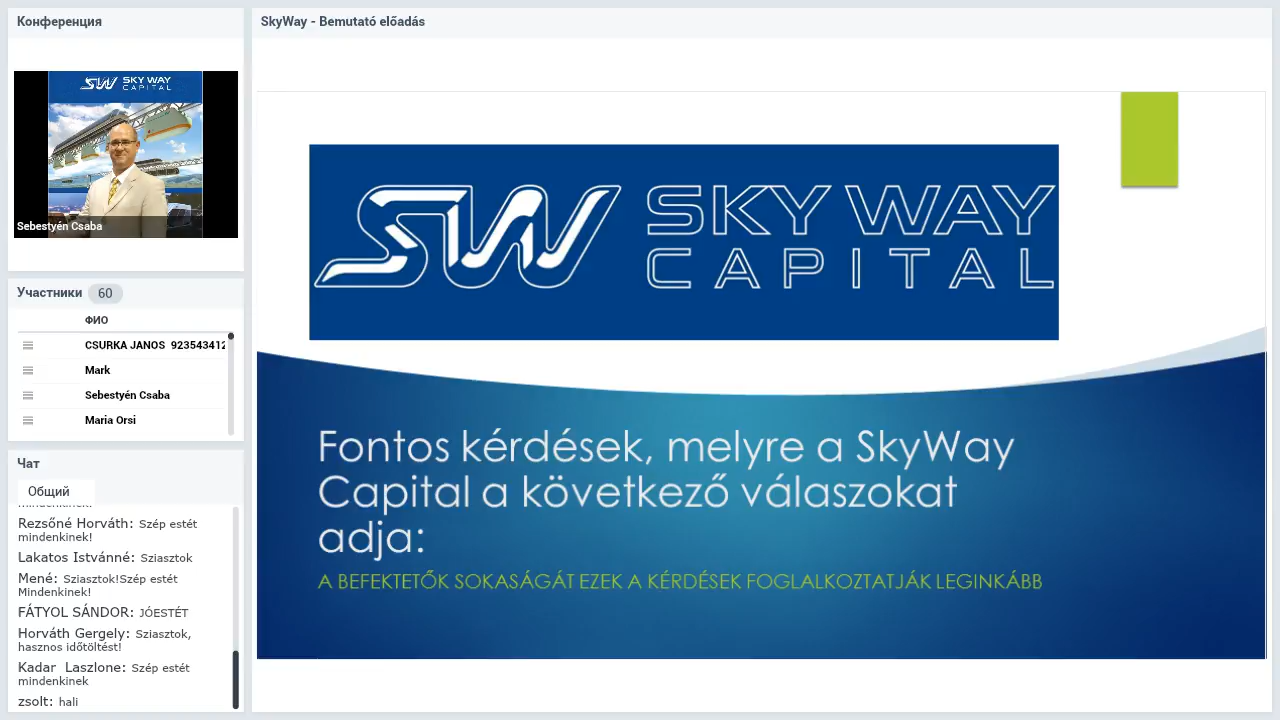 Конференция
SKY WAY
CAPITAL
Sebestyén Csaba
Участники 60
ФИО
CSURKA JANOS 923543412
Mark
Sebestyén Csaba
Maria Orsi
Чат
Общий
mindenkinek!
Rezsőné Horváth: Szép estét
mindenkinek!
Lakatos Istvánné: Sziasztok
Mené: Sziasztok!Szép estét
Mindenkinek!
FÁTYOL SÁNDOR: JÓESTÉT
Horváth Gergely: Sziasztok,
hasznos időtöltést!
Kadar Laszlone: Szép estét
mindenkinek
zsolt: hali
SkyWay - Bemutató előadás
SW SKY WAY
CAPITAL
Fontos kérdések, melyre a SkyWay
Capital a következő válaszokat
adja:
A BEFEKTETŐK SOKASÁGÁT EZEK A KÉRDÉSEK FOGLALKOZTATJÁK LEGINKÁBB